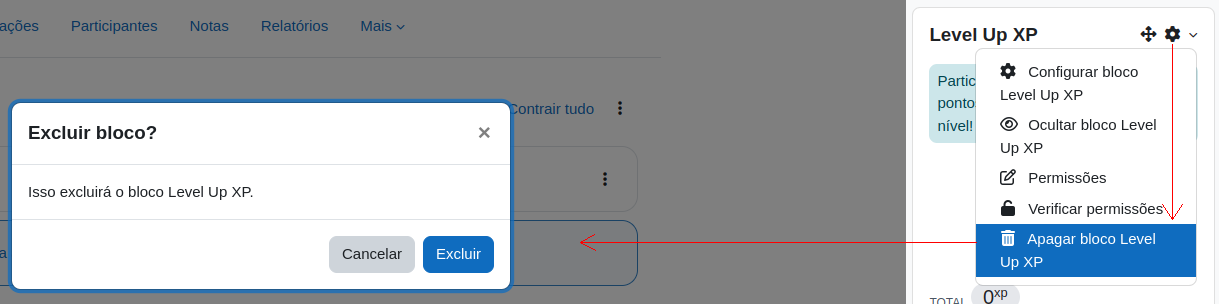 ações Participantes Notas Relatórios Mais
Contrair tudo
Excluir bloco?
Isso excluirá o bloco Level Up XP.
Cancelar Excluir
a
Level Up XP
Partic
ponto
nível!
Configurar bloco
Level Up XP
Ocultar bloco Level
Up XP
Permissões
Verificar permissões
Apagar bloco Level
Up XP
TOTAL 0xp